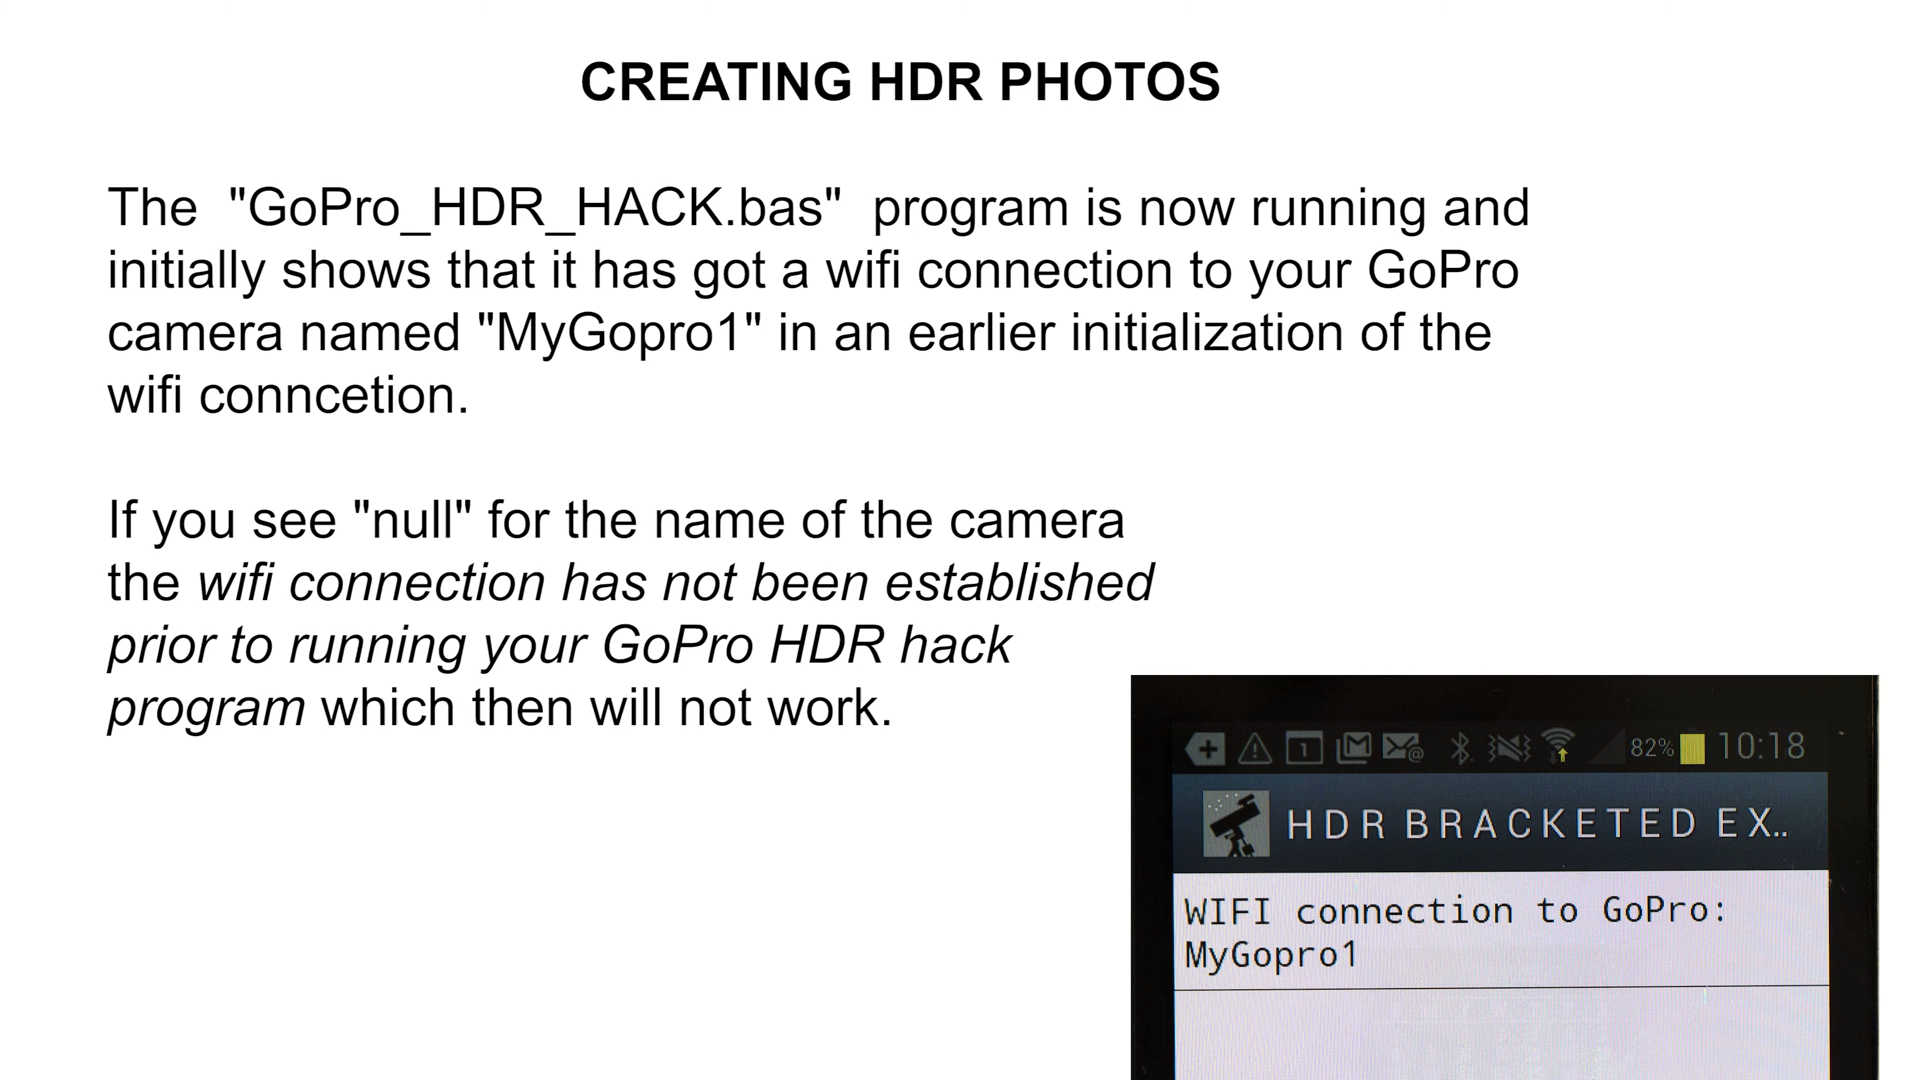 CREATING HDR PHOTOS
The "GoPro_HDR_HACK.bas" program is now running and
initially shows that it has got a wifi connection to your GoPro
camera named "MyGopro1" in an earlier initialization of the
wifi conncetion.
If you see "null" for the name of the camera
the wifi connection has not been established
prior to running your GoPro HDR hack
program which then will not work.
1 82% 10:18
HDR BRACKETED EX..
WIFI connection to GoPro:
MyGopro1